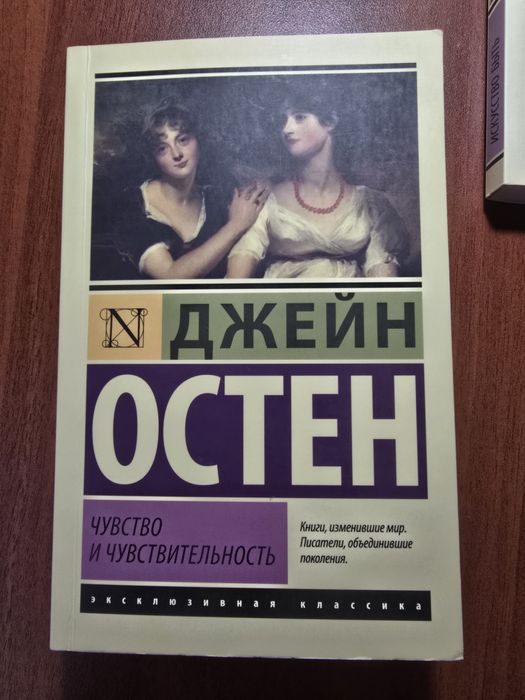 ИСКУССТВО БЫТЬ
N
ДЖЕЙН
ОСТЕН
ЧУВСТВО
И ЧУВСТВИТЕЛЬНОСТЬ
Книги, изменившие мир.
Писатели, объединившие
поколения.
эксклюзивная классика